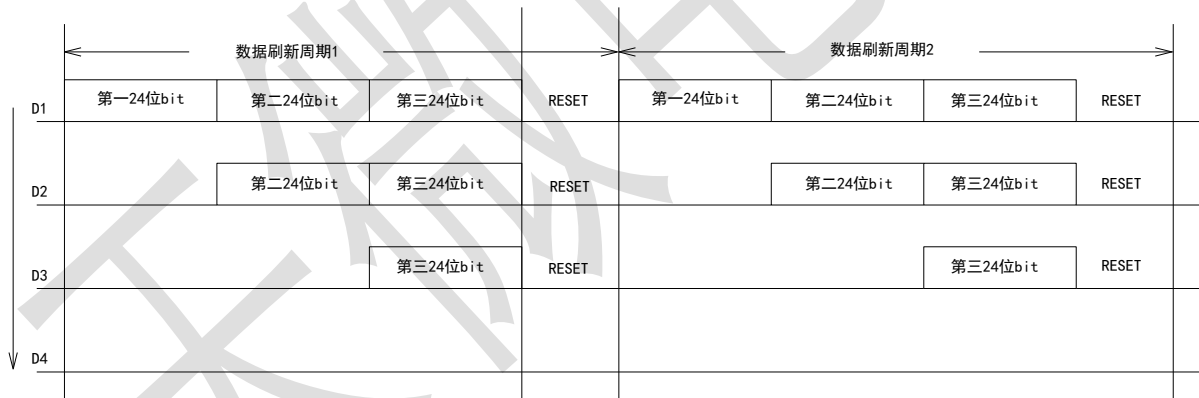 数据刷新周期1 数据刷新周期2
D1 第一24位bit 第二24位bit 第三24位bit RESET 第一24位bit 第二24位bit 第三24位bit RESET
D2 第二24位bit 第三24位bit RESET 第二24位bit 第三24位bit RESET
D3 第三24位bit RESET 第三24位bit RESET
D4